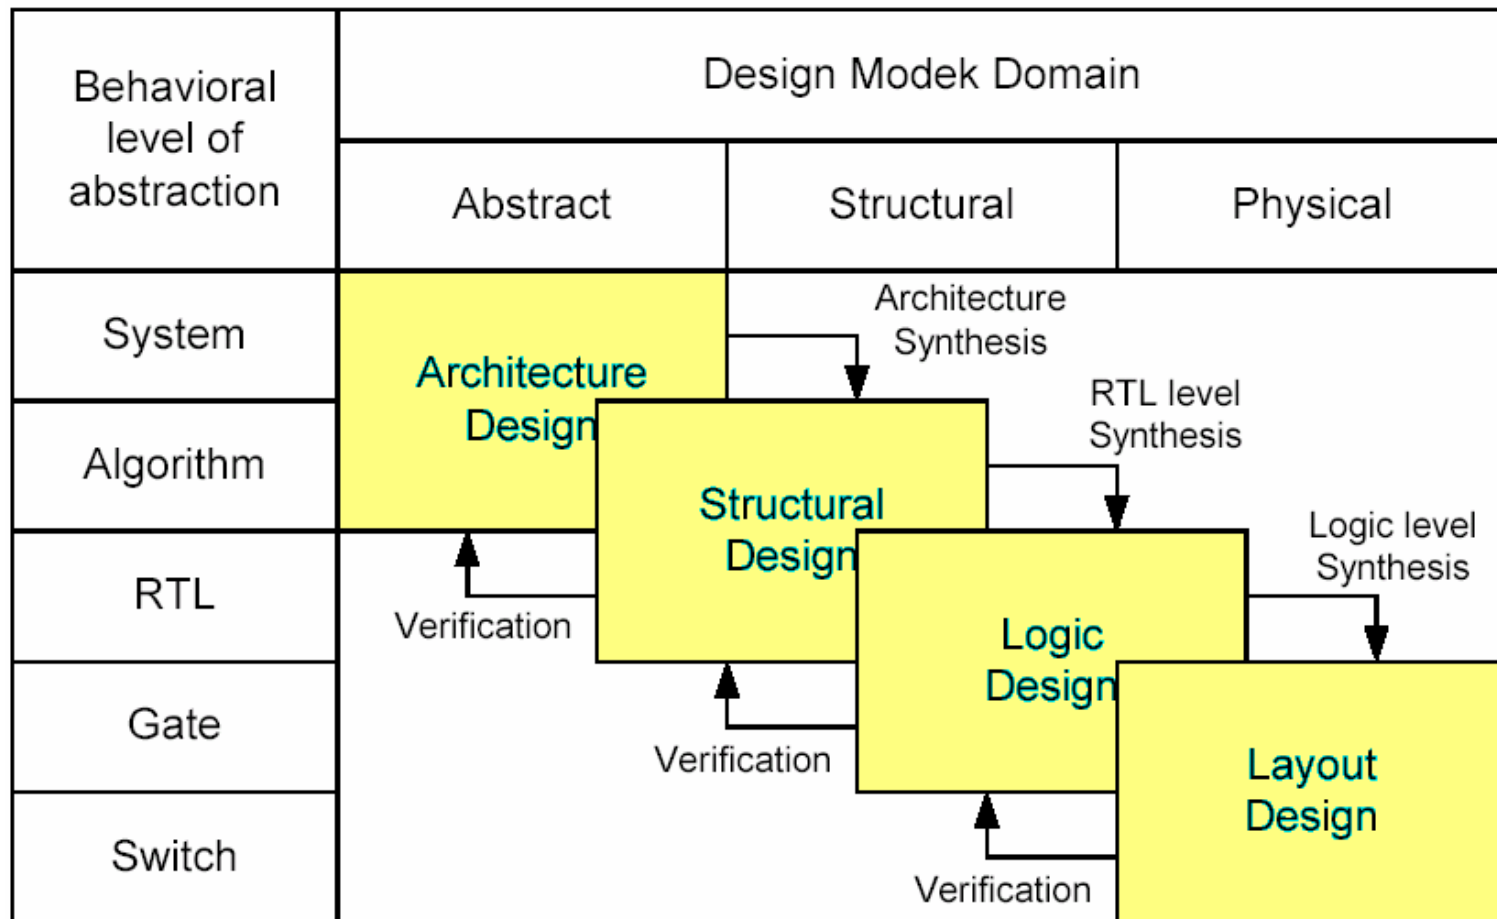 Behavioral
level of
abstraction
Design Modek Domain
Abstract
Structural
Physical
System
Algorithm
RTL
Gate
Switch
Architecture
Design
Architecture
Synthesis
Structural
Design
RTL level
Synthesis
Logic
Design
Logic level
Synthesis
Layout
Design
Verification
Verification
Verification